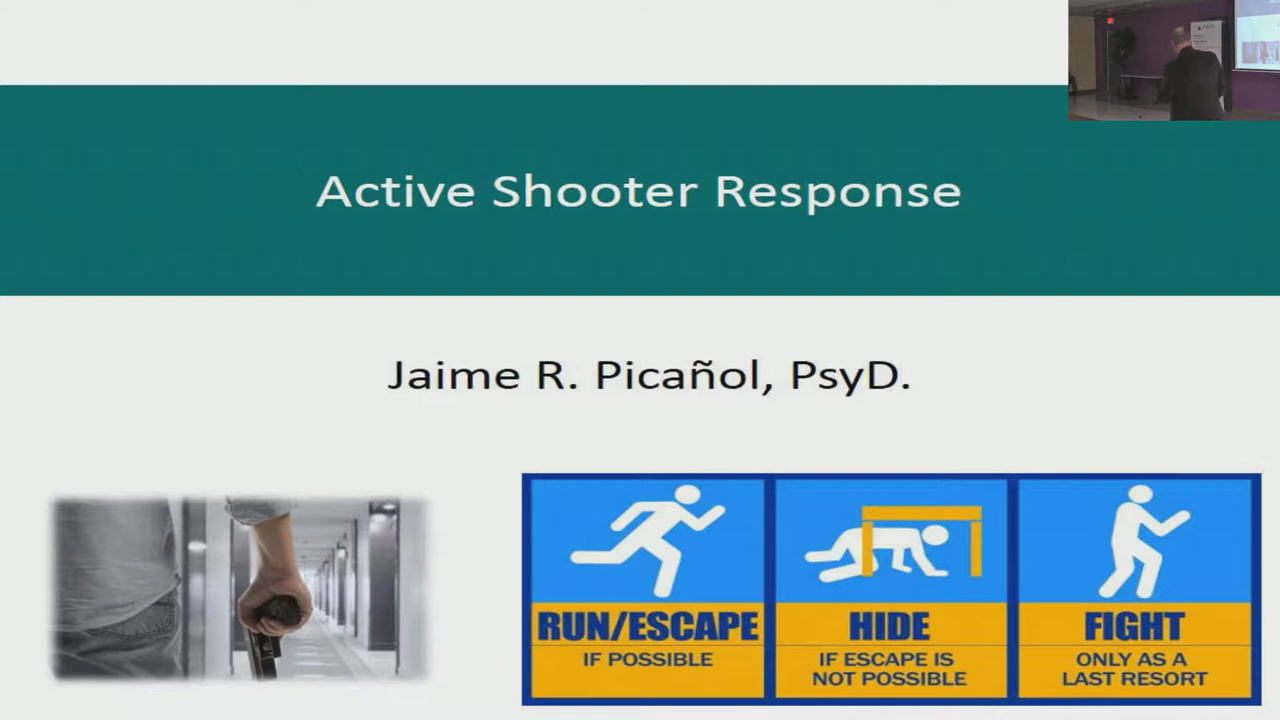 Active Shooter Response
Jaime R. Picañol, PsyD.
RUN/ESCAPE
IF POSSIBLE
HIDE
IF ESCAPE IS
NOT POSSIBLE
FIGHT
ONLY AS A
LAST RESORT